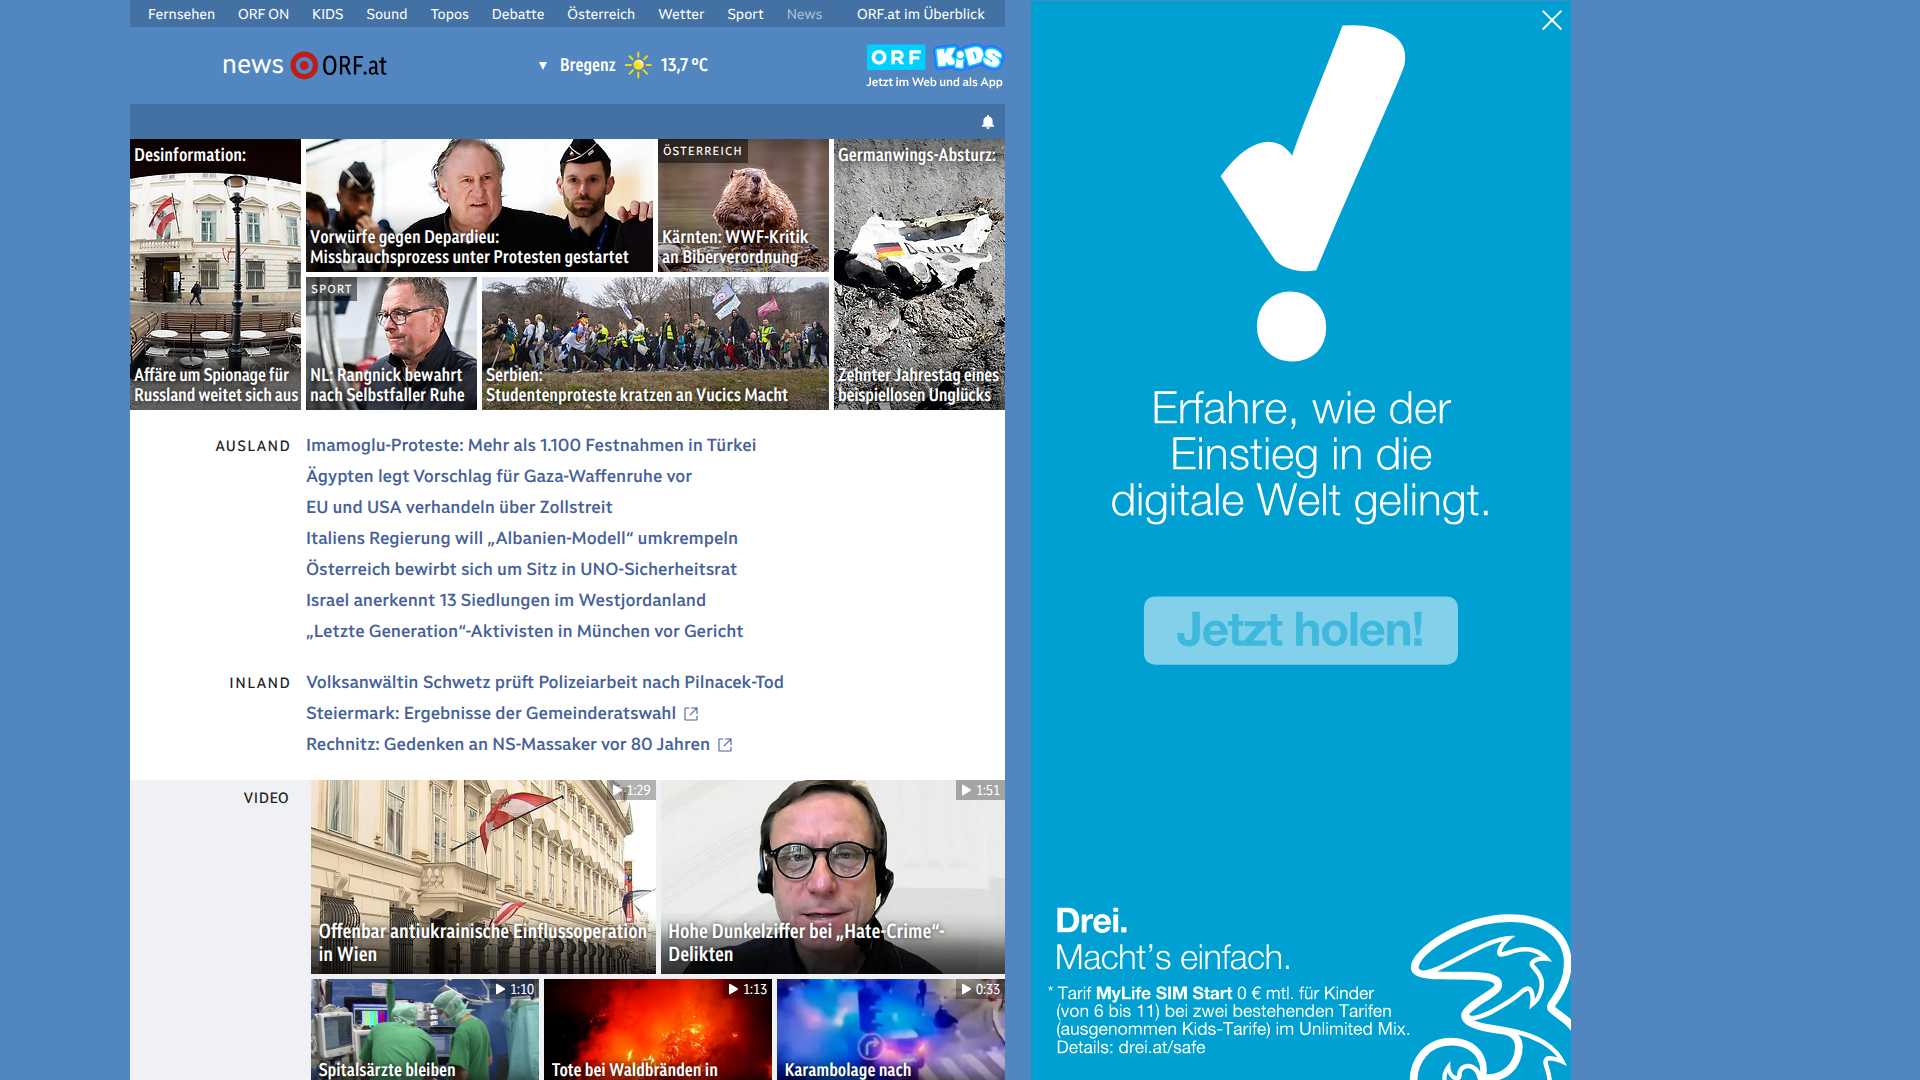 Fernsehen ORF ON KIDS Sound Topos Debatte Österreich Wetter Sport News ORF.at im Überblick
news ORF.at
Bregenz 13,7 ºC
ORF KiDS
Jetzt im Web und als App
Desinformation:
Affäre um Spionage für
Russland weitet sich aus
Vorwürfe gegen Depardieu:
Missbrauchsprozess unter Protesten gestartet
ÖSTERREICH
Kärnten: WWF-Kritik
an Biberverordnung
Germanwings-Absturz:
Zehnter Jahrestag eines
beispiellosen Unglücks
SPORT
NL: Rangnick bewahrt
nach Selbstfaller Ruhe
Serbien:
Studentenproteste kratzen an Vucics Macht
AUSLAND
Imamoglu-Proteste: Mehr als 1.100 Festnahmen in Türkei
Ägypten legt Vorschlag für Gaza-Waffenruhe vor
EU und USA verhandeln über Zollstreit
Italiens Regierung will „Albanien-Modell“ umkrempeln
Österreich bewirbt sich um Sitz in UNO-Sicherheitsrat
Israel anerkennt 13 Siedlungen im Westjordanland
„Letzte Generation“-Aktivisten in München vor Gericht
INLAND
Volksanwältin Schwetz prüft Polizeiarbeit nach Pilnacek-Tod
Steiermark: Ergebnisse der Gemeinderatswahl
Rechnitz: Gedenken an NS-Massaker vor 80 Jahren
VIDEO
1:29
Offenbar antiukrainische Einflussoperation
in Wien
1:51
Hohe Dunkelziffer bei „Hate-Crime“-
Delikten
1:10
Spitalsärzte bleiben
1:13
Tote bei Waldbränden in
0:33
Karambolage nach
Erfahre, wie der
Einstieg in die
digitale Welt gelingt.
Jetzt holen!
Drei.
Macht’s einfach.
* Tarif MyLife SIM Start 0 € mtl. für Kinder
(von 6 bis 11) bei zwei bestehenden Tarifen
(ausgenommen Kids-Tarife) im Unlimited Mix.
Details: drei.at/safe